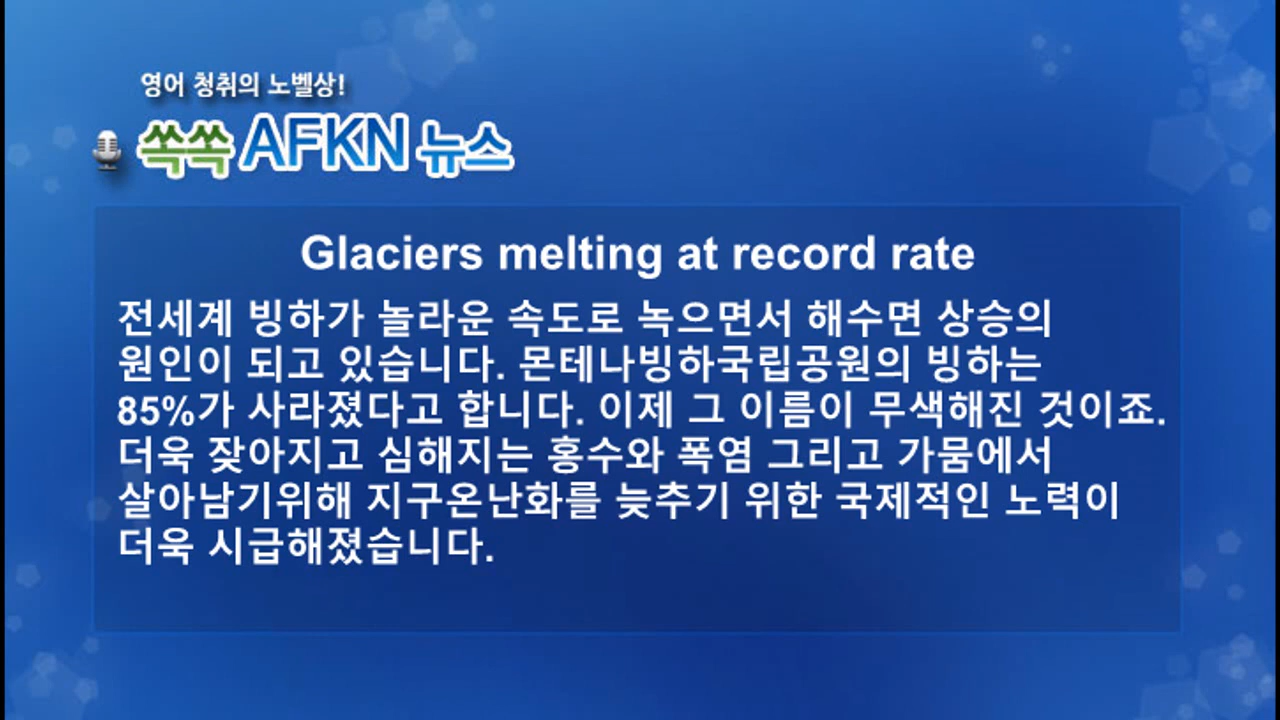 영어 청취의 노벨상!
쏙쏙 AFKN 뉴스
Glaciers melting at record rate
전세계 빙하가 놀라운 속도로 녹으면서 해수면 상승의
원인이 되고 있습니다. 몬테나빙하국립공원의 빙하는
85%가 사라졌다고 합니다. 이제 그 이름이 무색해진 것이죠.
더욱 잦아지고 심해지는 홍수와 폭염 그리고 가뭄에서
살아남기위해 지구온난화를 늦추기 위한 국제적인 노력이
더욱 시급해졌습니다.